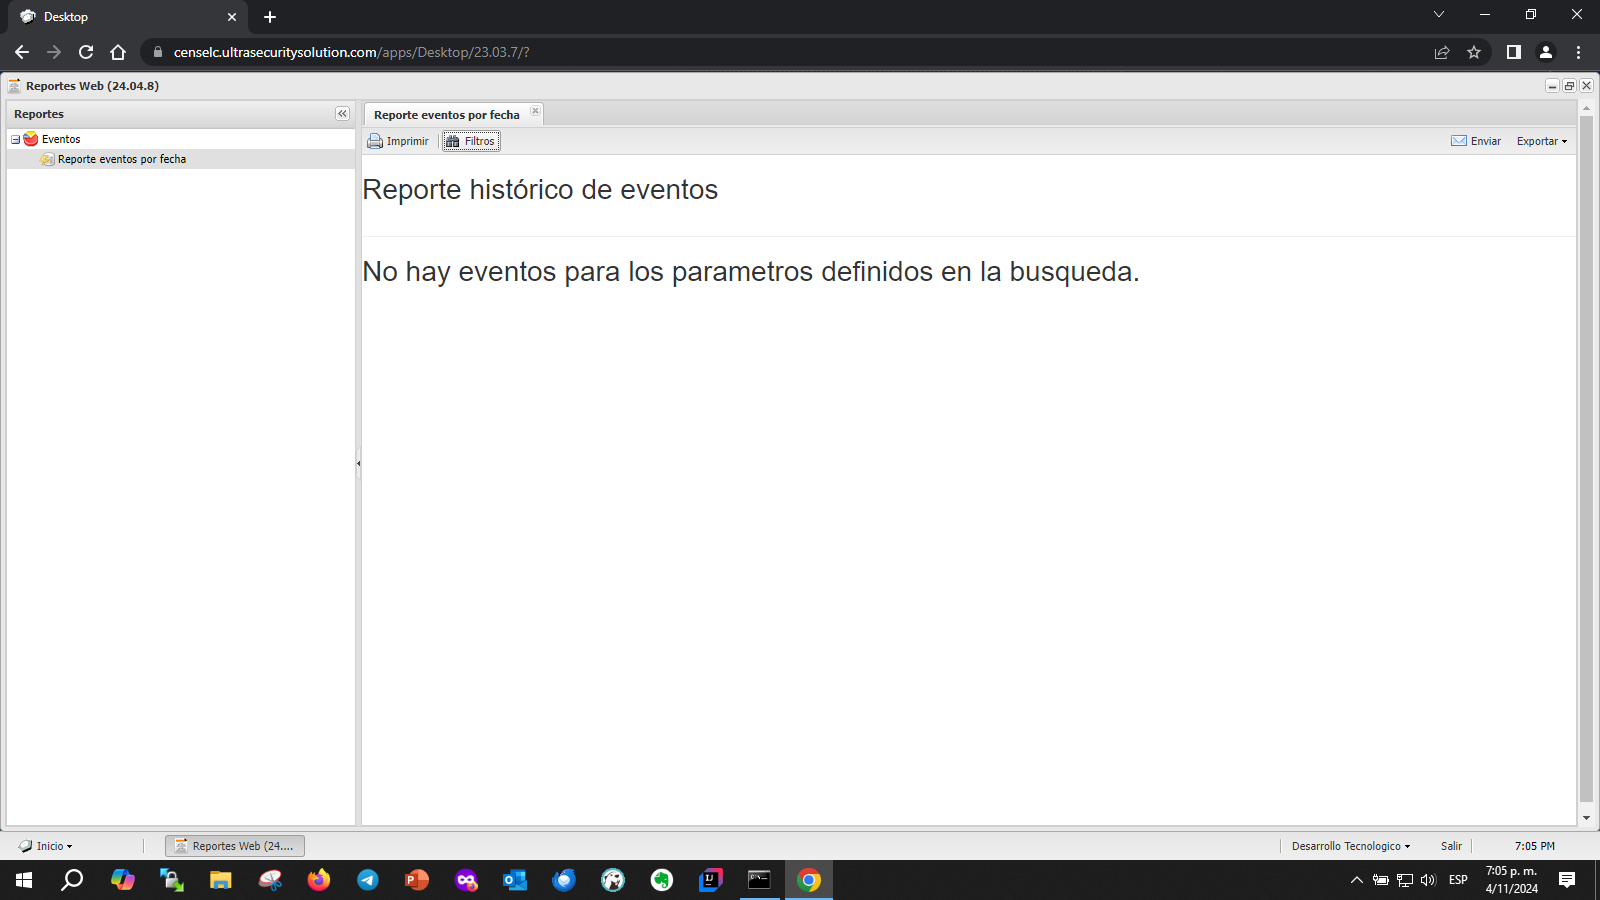 Desktop
censelc.ultrasecuritysolution.com/apps/Desktop/23.03.7/?
Reportes Web (24.04.8)
Reportes
Eventos
Reporte eventos por fecha
Reporte eventos por fecha
Imprimir
Filtros
Enviar
Exportar
Reporte histórico de eventos
No hay eventos para los parametros definidos en la busqueda.
Inicio
Reportes Web (24....
Desarrollo Tecnologico
Salir
7:05 PM
ESP
7:05 p. m.
4/11/2024